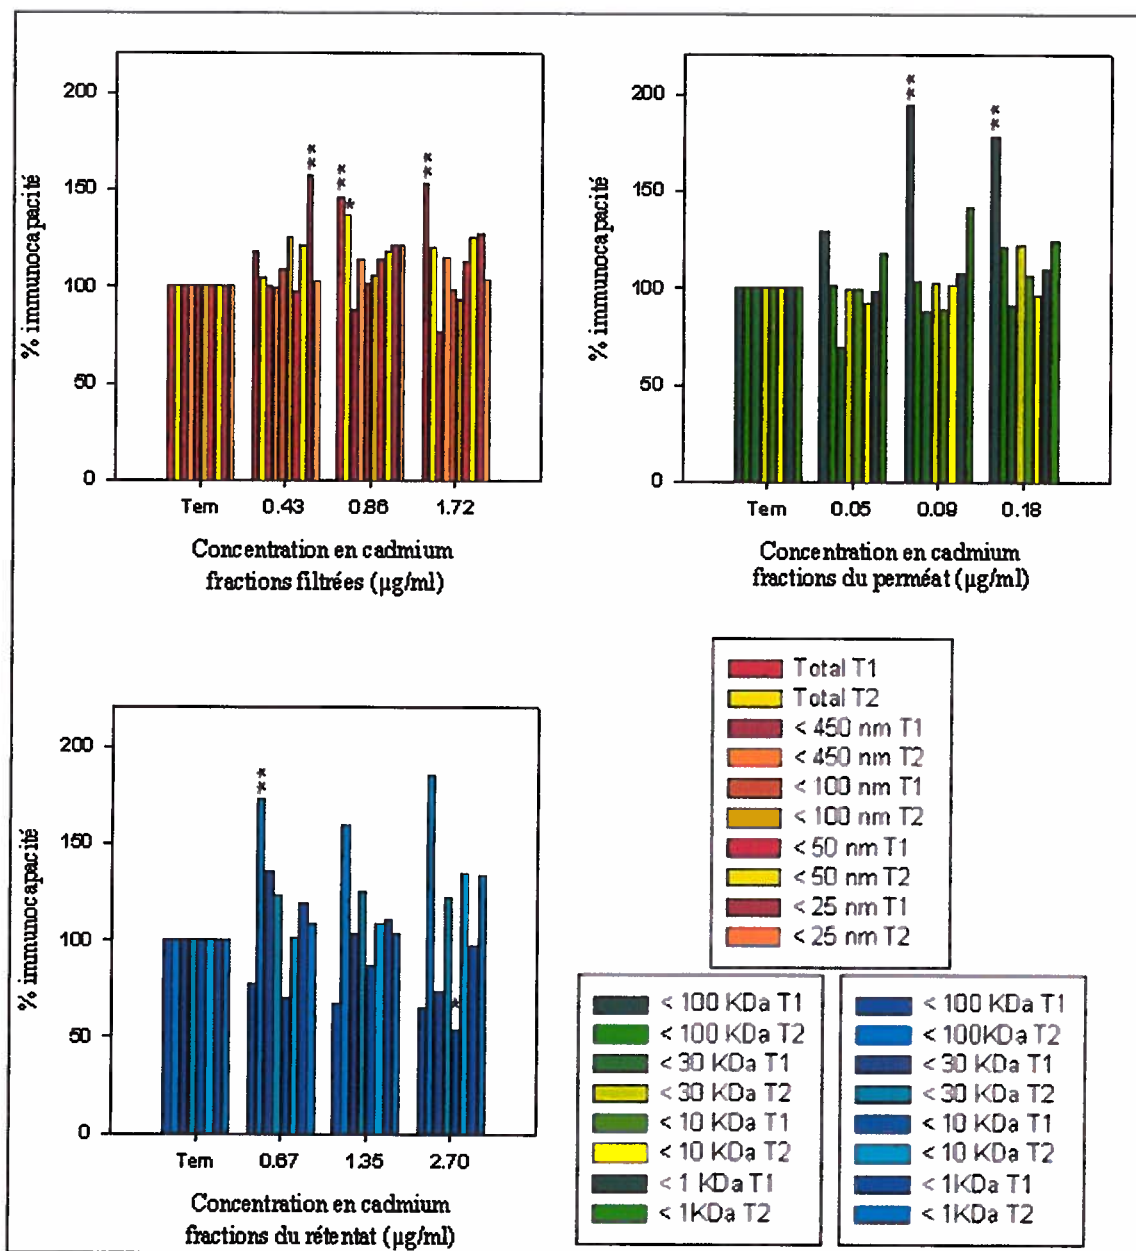 200
150
100
50
0
% immunocapacité
**
**
*
**
Tem 0.43 0.86 1.72
Concentration en cadmium
fractions filtrées (µg/ml)
200
150
100
50
0
% immunocapacité
**
**
Tem 0.05 0.09 0.18
Concentration en cadmium
fractions du perméat (µg/ml)
200
150
100
50
0
% immunocapacité
**
*
Tem 0.67 1.35 2.70
Concentration en cadmium
fractions du rétentat (µg/ml)
Total T1
Total T2
< 450 nm T1
< 450 nm T2
< 100 nm T1
< 100 nm T2
< 50 nm T1
< 50 nm T2
< 25 nm T1
< 25 nm T2
< 100 KDa T1
< 100 KDa T2
< 30 KDa T1
< 30 KDa T2
< 10 KDa T1
< 10 KDa T2
< 1 KDa T1
< 1KDa T2
< 100 KDa T1
< 100KDa T2
< 30 KDa T1
< 30 KDa T2
< 10 KDa T1
< 10 KDa T2
< 1KDa T1
< 1KDa T2